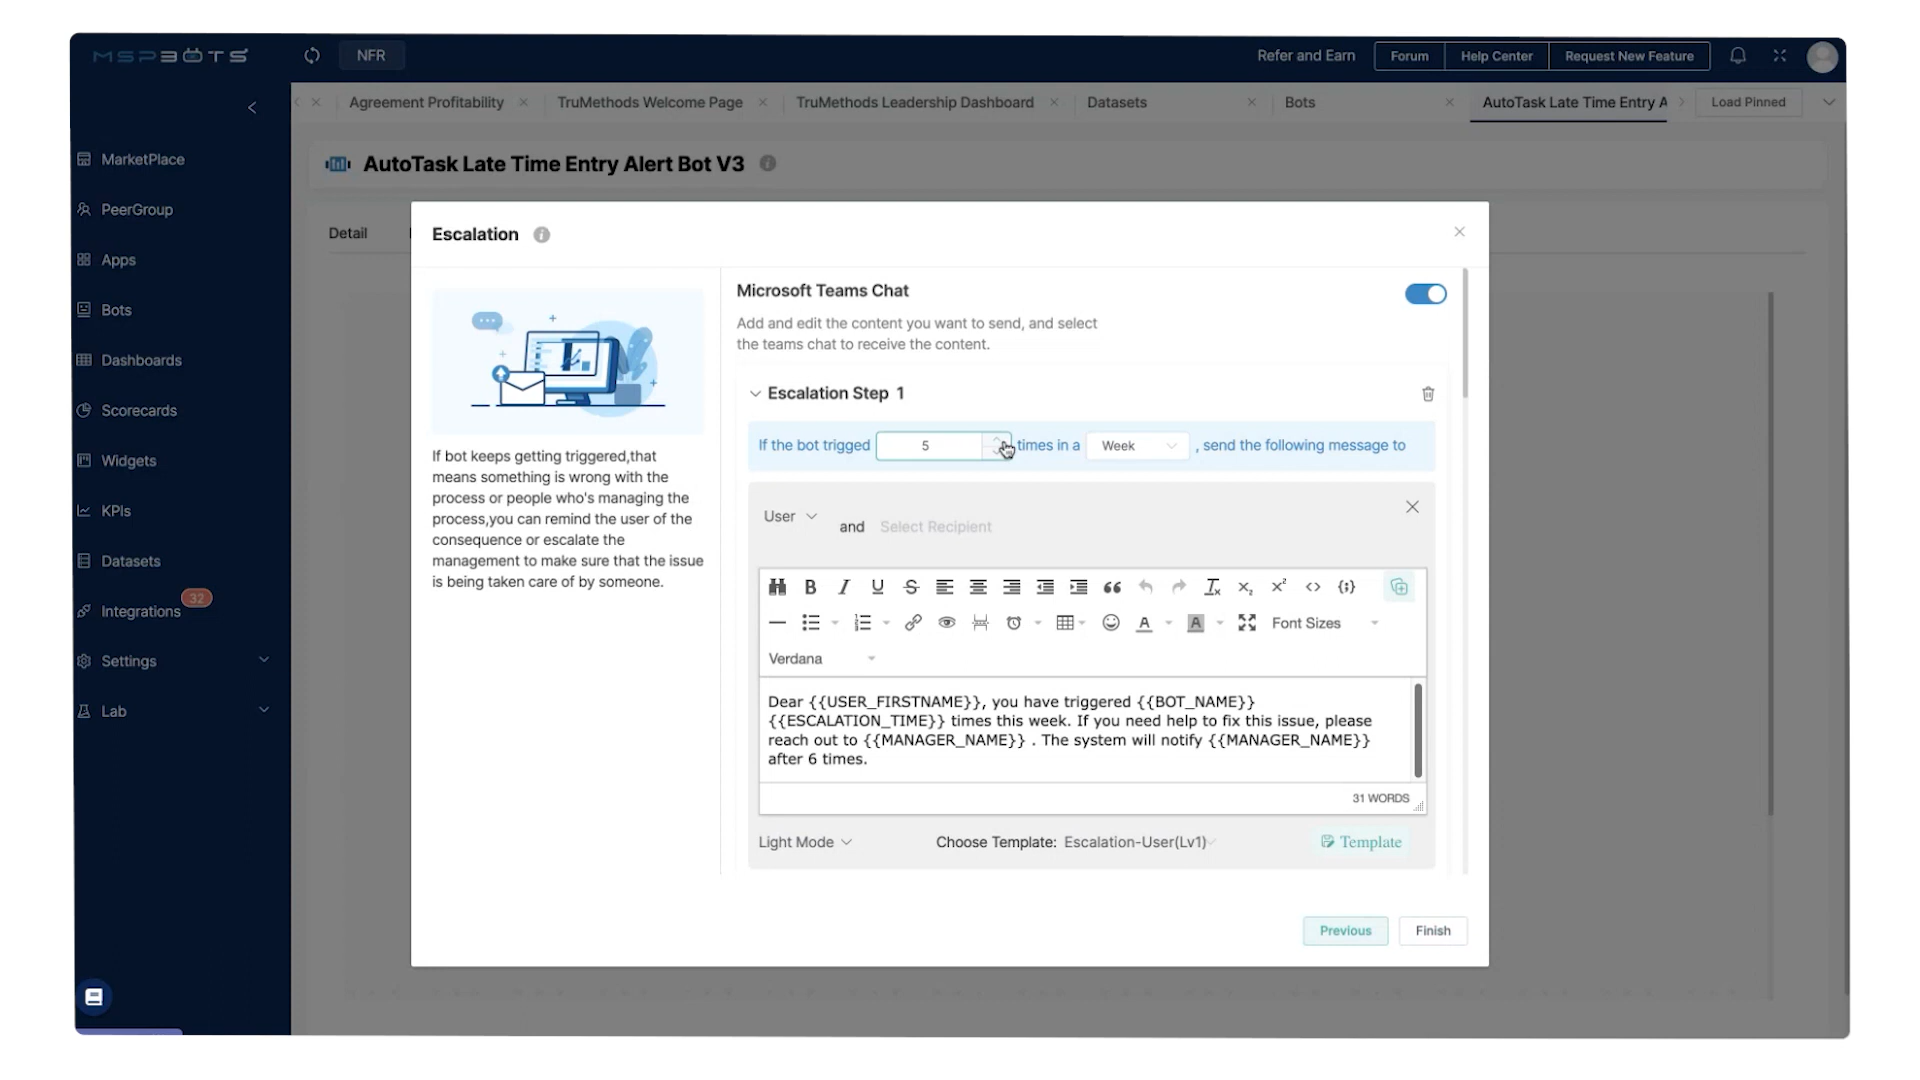 MSPBOTS
NFR
Refer and Earn
Forum
Help Center
Request New Feature
Agreement Profitability
TruMethods Welcome Page
TruMethods Leadership Dashboard
Datasets
Bots
AutoTask Late Time Entry A
Load Pinned
MarketPlace
PeerGroup
Apps
Bots
Dashboards
Scorecards
Widgets
KPIs
Datasets
Integrations
32
Settings
Lab
AutoTask Late Time Entry Alert Bot V3
Detail
Escalation
If bot keeps getting triggered,that
means something is wrong with the
process or people who's managing the
process,you can remind the user of the
consequence or escalate the
management to make sure that the issue
is being taken care of by someone.
Microsoft Teams Chat
Add and edit the content you want to send, and select
the teams chat to receive the content.
Escalation Step 1
If the bot trigged 5 times in a Week , send the following message to
User and Select Recipient
Font Sizes
Verdana
Dear {{USER_FIRSTNAME}}, you have triggered {{BOT_NAME}}
{{ESCALATION_TIME}} times this week. If you need help to fix this issue, please
reach out to {{MANAGER_NAME}} . The system will notify {{MANAGER_NAME}}
after 6 times.
31 WORDS
Light Mode
Choose Template: Escalation-User(Lv1)
Template
Previous
Finish